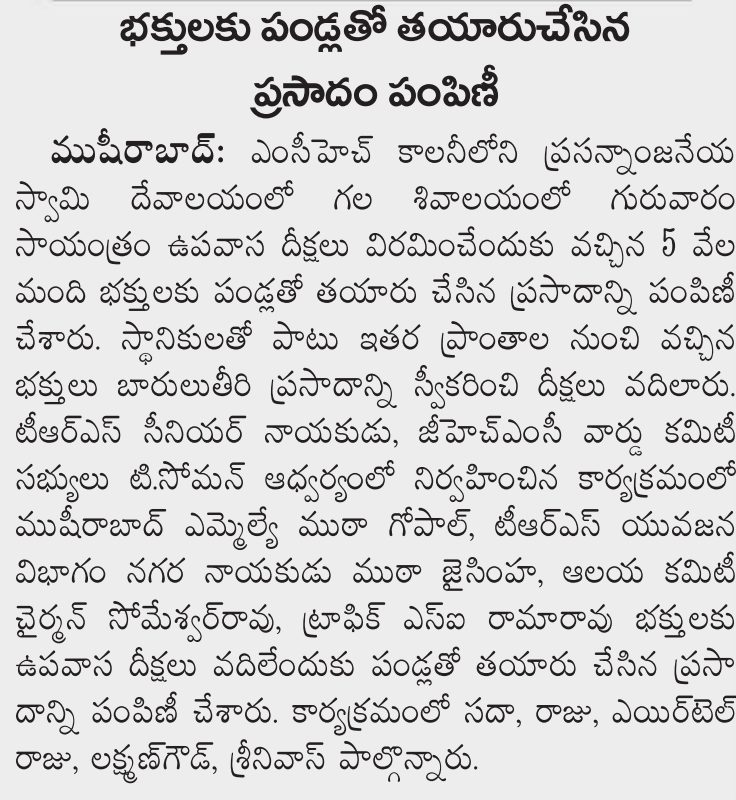 భక్తులకు పండ్లతో తయారుచేసిన
ప్రసాదం పంపిణీ
ముషీరాబాద్: ఎంసీహెచ్ కాలనీలోని ప్రసన్నాంజనేయ
స్వామి దేవాలయంలో గల శివాలయంలో గురువారం
సాయంత్రం ఉపవాస దీక్షలు విరమించేందుకు వచ్చిన 5 వేల
మంది భక్తులకు పండ్లతో తయారు చేసిన ప్రసాదాన్ని పంపిణీ
చేశారు. స్థానికులతో పాటు ఇతర ప్రాంతాల నుంచి వచ్చిన
భక్తులు బారులుతీరి ప్రసాదాన్ని స్వీకరించి దీక్షలు వదిలారు.
టీఆర్ఎస్ సీనియర్ నాయకుడు, జీహెచ్ఎంసీ వార్డు కమిటీ
సభ్యులు టి.సోమన్ ఆధ్వర్యంలో నిర్వహించిన కార్యక్రమంలో
ముషీరాబాద్ ఎమ్మెల్యే ముఠా గోపాల్, టీఆర్ఎస్ యువజన
విభాగం నగర నాయకుడు ముఠా జైసింహ, ఆలయ కమిటీ
చైర్మన్ సోమేశ్వర్‌రావు, ట్రాఫిక్ ఎస్ఐ రామారావు భక్తులకు
ఉపవాస దీక్షలు వదిలేందుకు పండ్లతో తయారు చేసిన ప్రసా
దాన్ని పంపిణీ చేశారు. కార్యక్రమంలో సదా, రాజు, ఎయిర్‌టెల్
రాజు, లక్ష్మణ్‌గౌడ్, శ్రీనివాస్ పాల్గొన్నారు.